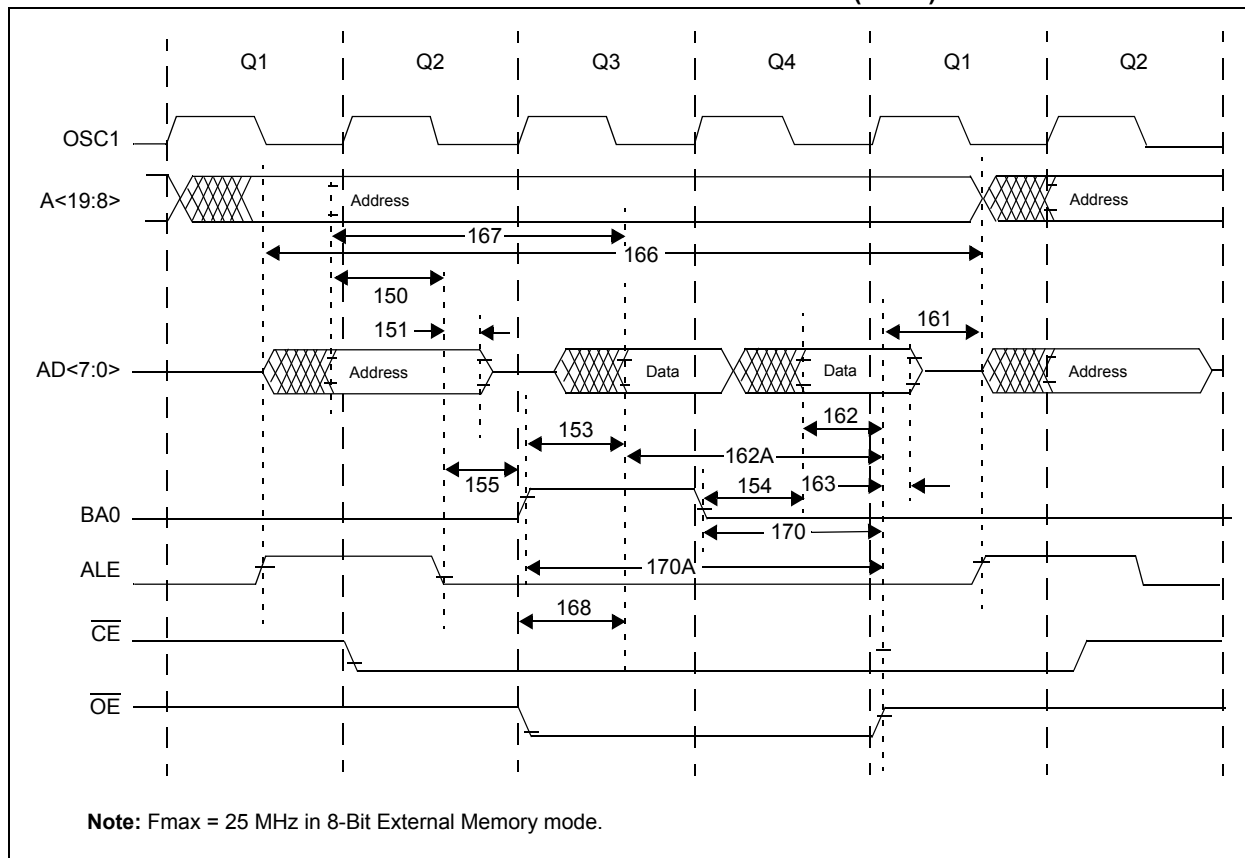 Q1 Q2 Q3 Q4 Q1 Q2
OSC1
A<19:8>
Address
Address
167
166
150
151
161
AD<7:0>
Address
Data
Data
Address
153
162
162A
155
154
163
BA0
170
ALE
170A
168
CE
OE
Note: Fmax = 25 MHz in 8-Bit External Memory mode.